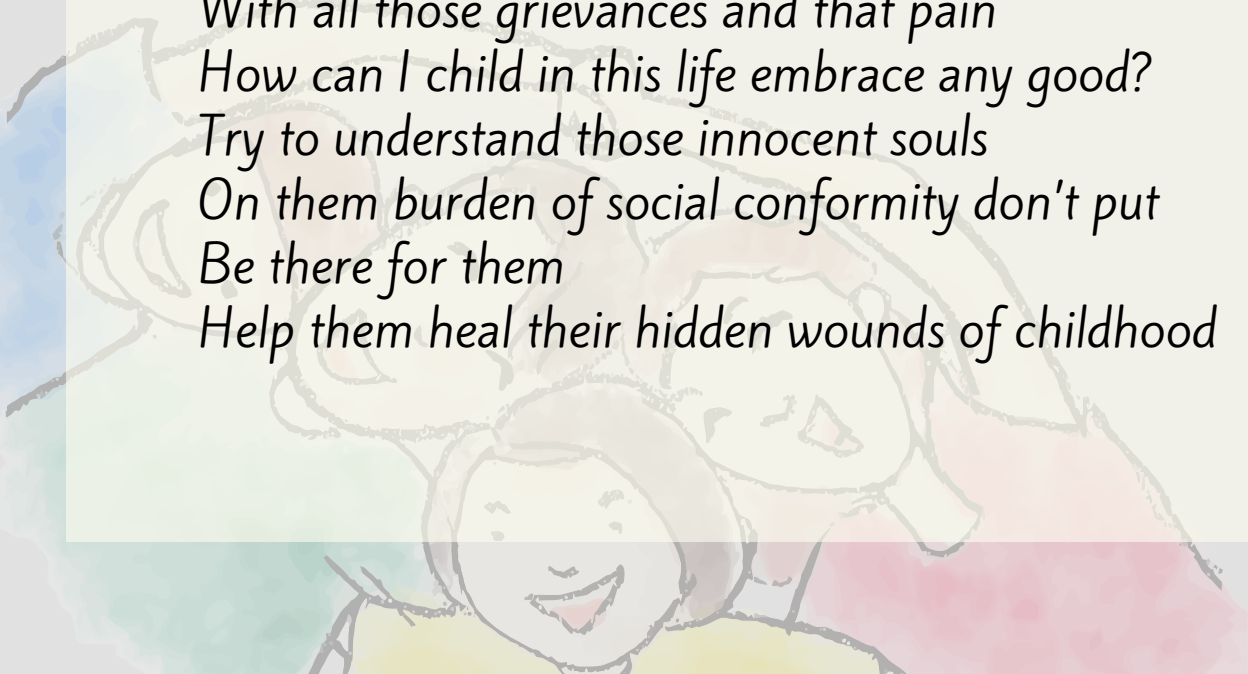 With all those grievances and that pain
How can I child in this life embrace any good?
Try to understand those innocent souls
On them burden of social conformity don't put
Be there for them
Help them heal their hidden wounds of childhood